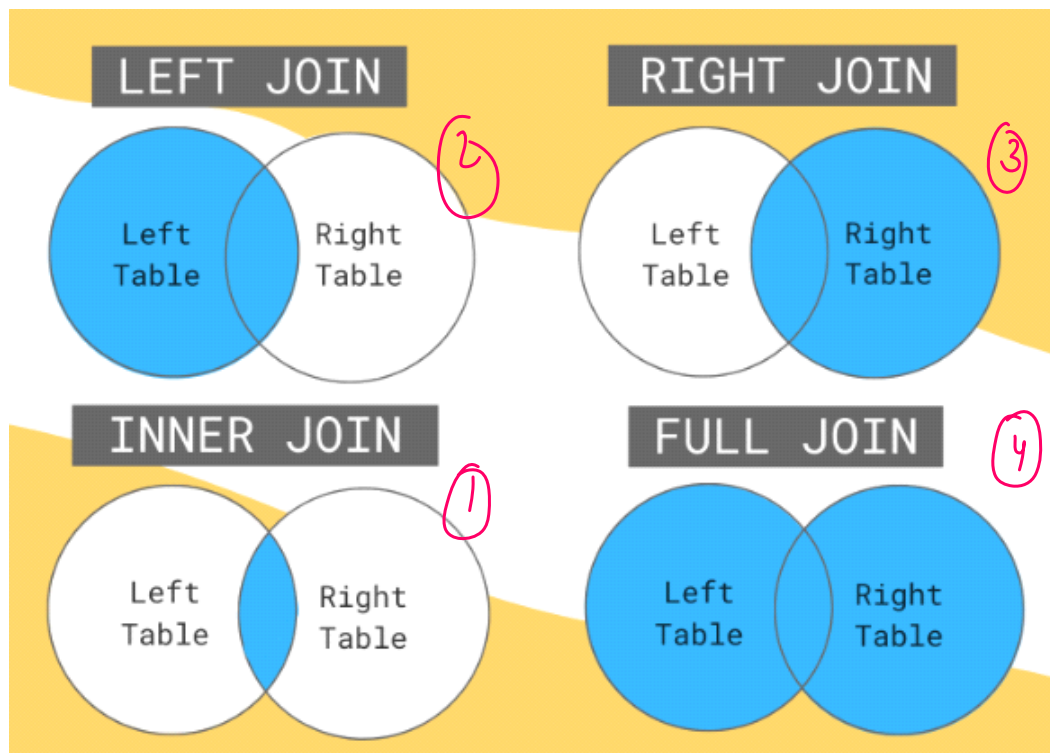 LEFT JOIN
2
Left
Table
Right
Table
RIGHT JOIN
3
Left
Table
Right
Table
INNER JOIN
1
Left
Table
Right
Table
FULL JOIN
4
Left
Table
Right
Table